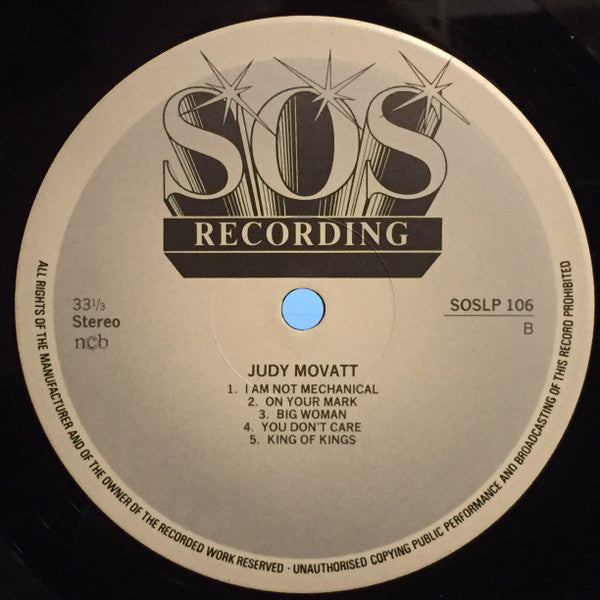 SOS
RECORDING
33 1/3
Stereo
ncb
SOSLP 106
B
JUDY MOVATT
1. I AM NOT MECHANICAL
2. ON YOUR MARK
3. BIG WOMAN
4. YOU DON'T CARE
5. KING OF KINGS
ALL RIGHTS OF THE MANUFACTURER AND OF THE OWNER OF THE RECORDED WORK RESERVED · UNAUTHORISED COPYING PUBLIC PERFORMANCE AND BROADCASTING OF THIS RECORD PROHIBITED